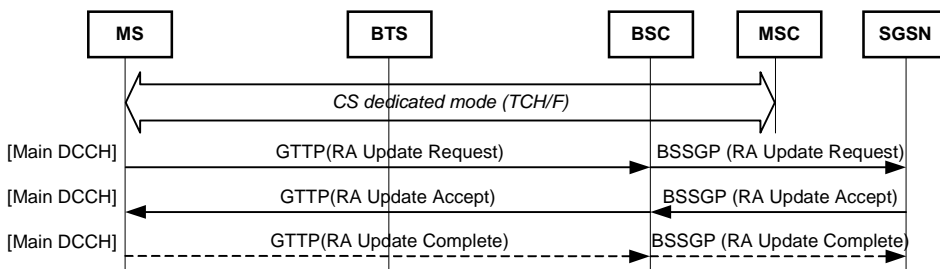 MS BTS BSC MSC SGSN
CS dedicated mode (TCH/F)
[Main DCCH] GTTP(RA Update Request) BSSGP (RA Update Request)
[Main DCCH] GTTP(RA Update Accept) BSSGP (RA Update Accept)
[Main DCCH] GTTP(RA Update Complete) BSSGP (RA Update Complete)